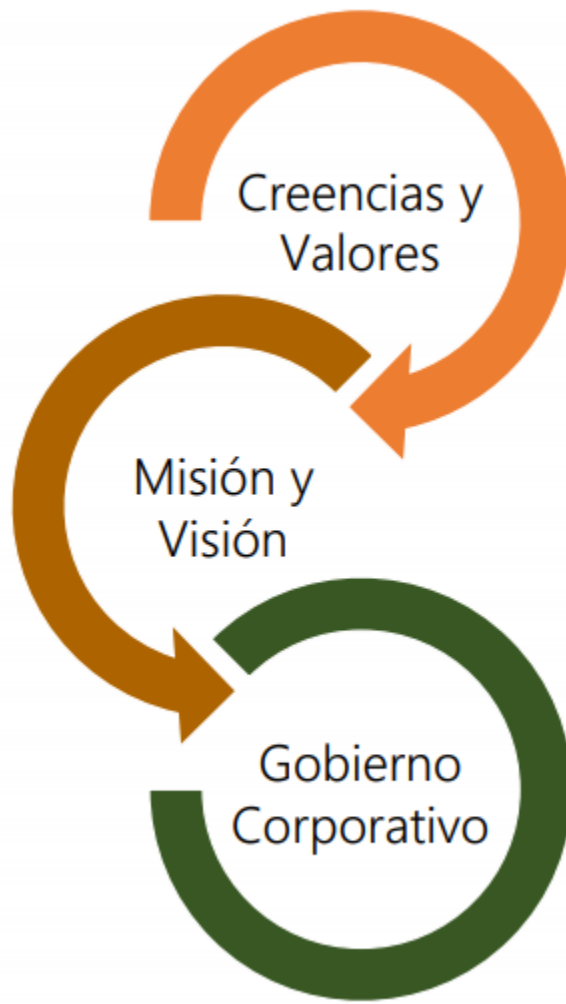 Creencias y
Valores
Misión y
Visión
Gobierno
Corporativo